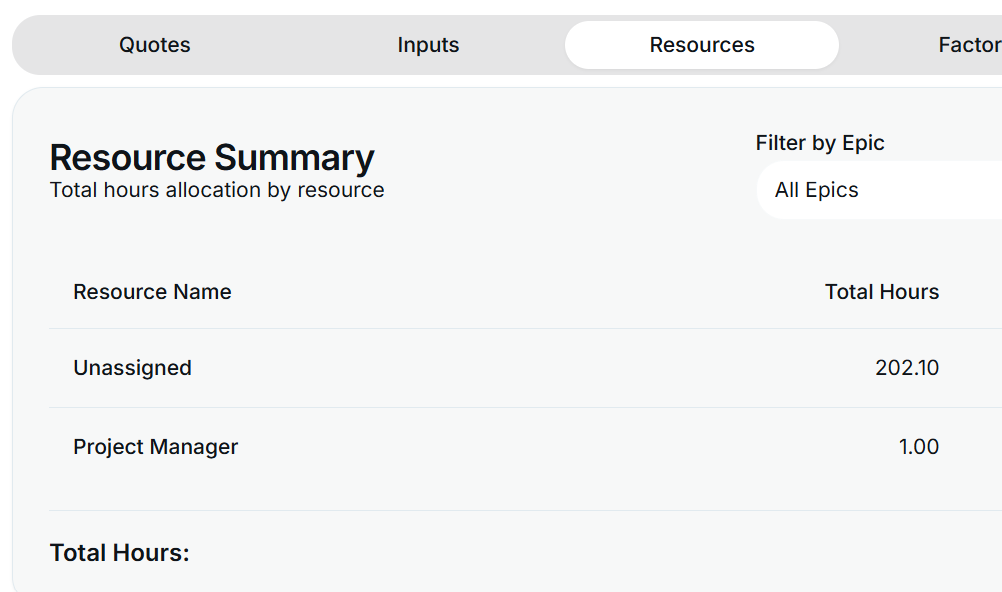 Quotes Inputs Resources Factor
Resource Summary
Total hours allocation by resource
Filter by Epic
All Epics
Resource Name Total Hours
Unassigned 202.10
Project Manager 1.00
Total Hours: